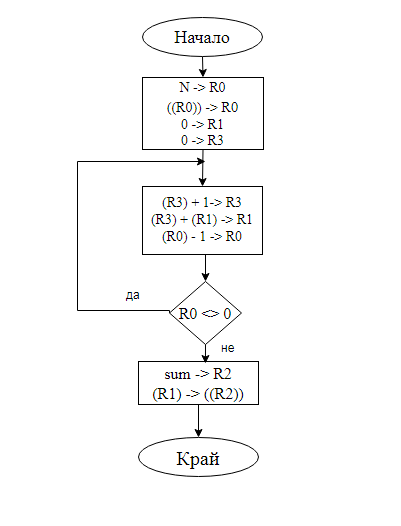 Начало
N -> R0
((R0)) -> R0
0 -> R1
0 -> R3
(R3) + 1-> R3
(R3) + (R1) -> R1
(R0) - 1 -> R0
да
R0 <> 0
не
sum -> R2
(R1) -> ((R2))
Край